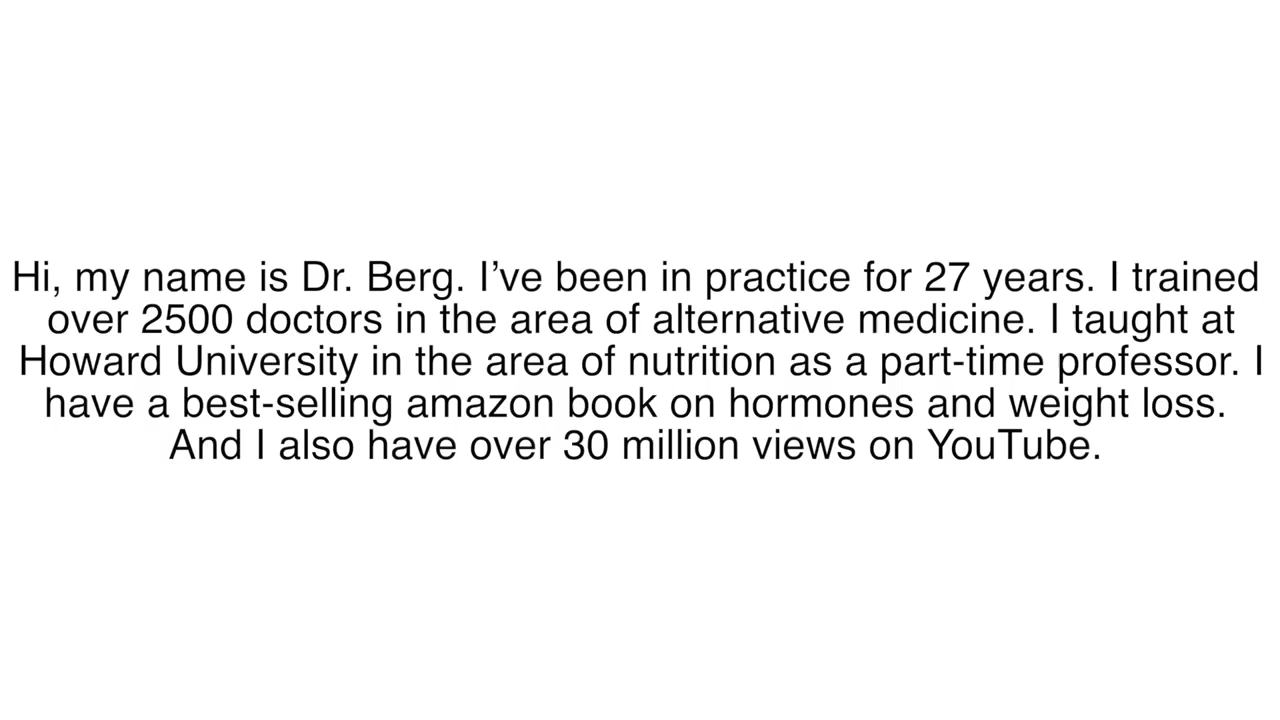 Hi, my name is Dr. Berg. I’ve been in practice for 27 years. I trained
over 2500 doctors in the area of alternative medicine. I taught at
Howard University in the area of nutrition as a part-time professor. I
have a best-selling amazon book on hormones and weight loss.
And I also have over 30 million views on YouTube.